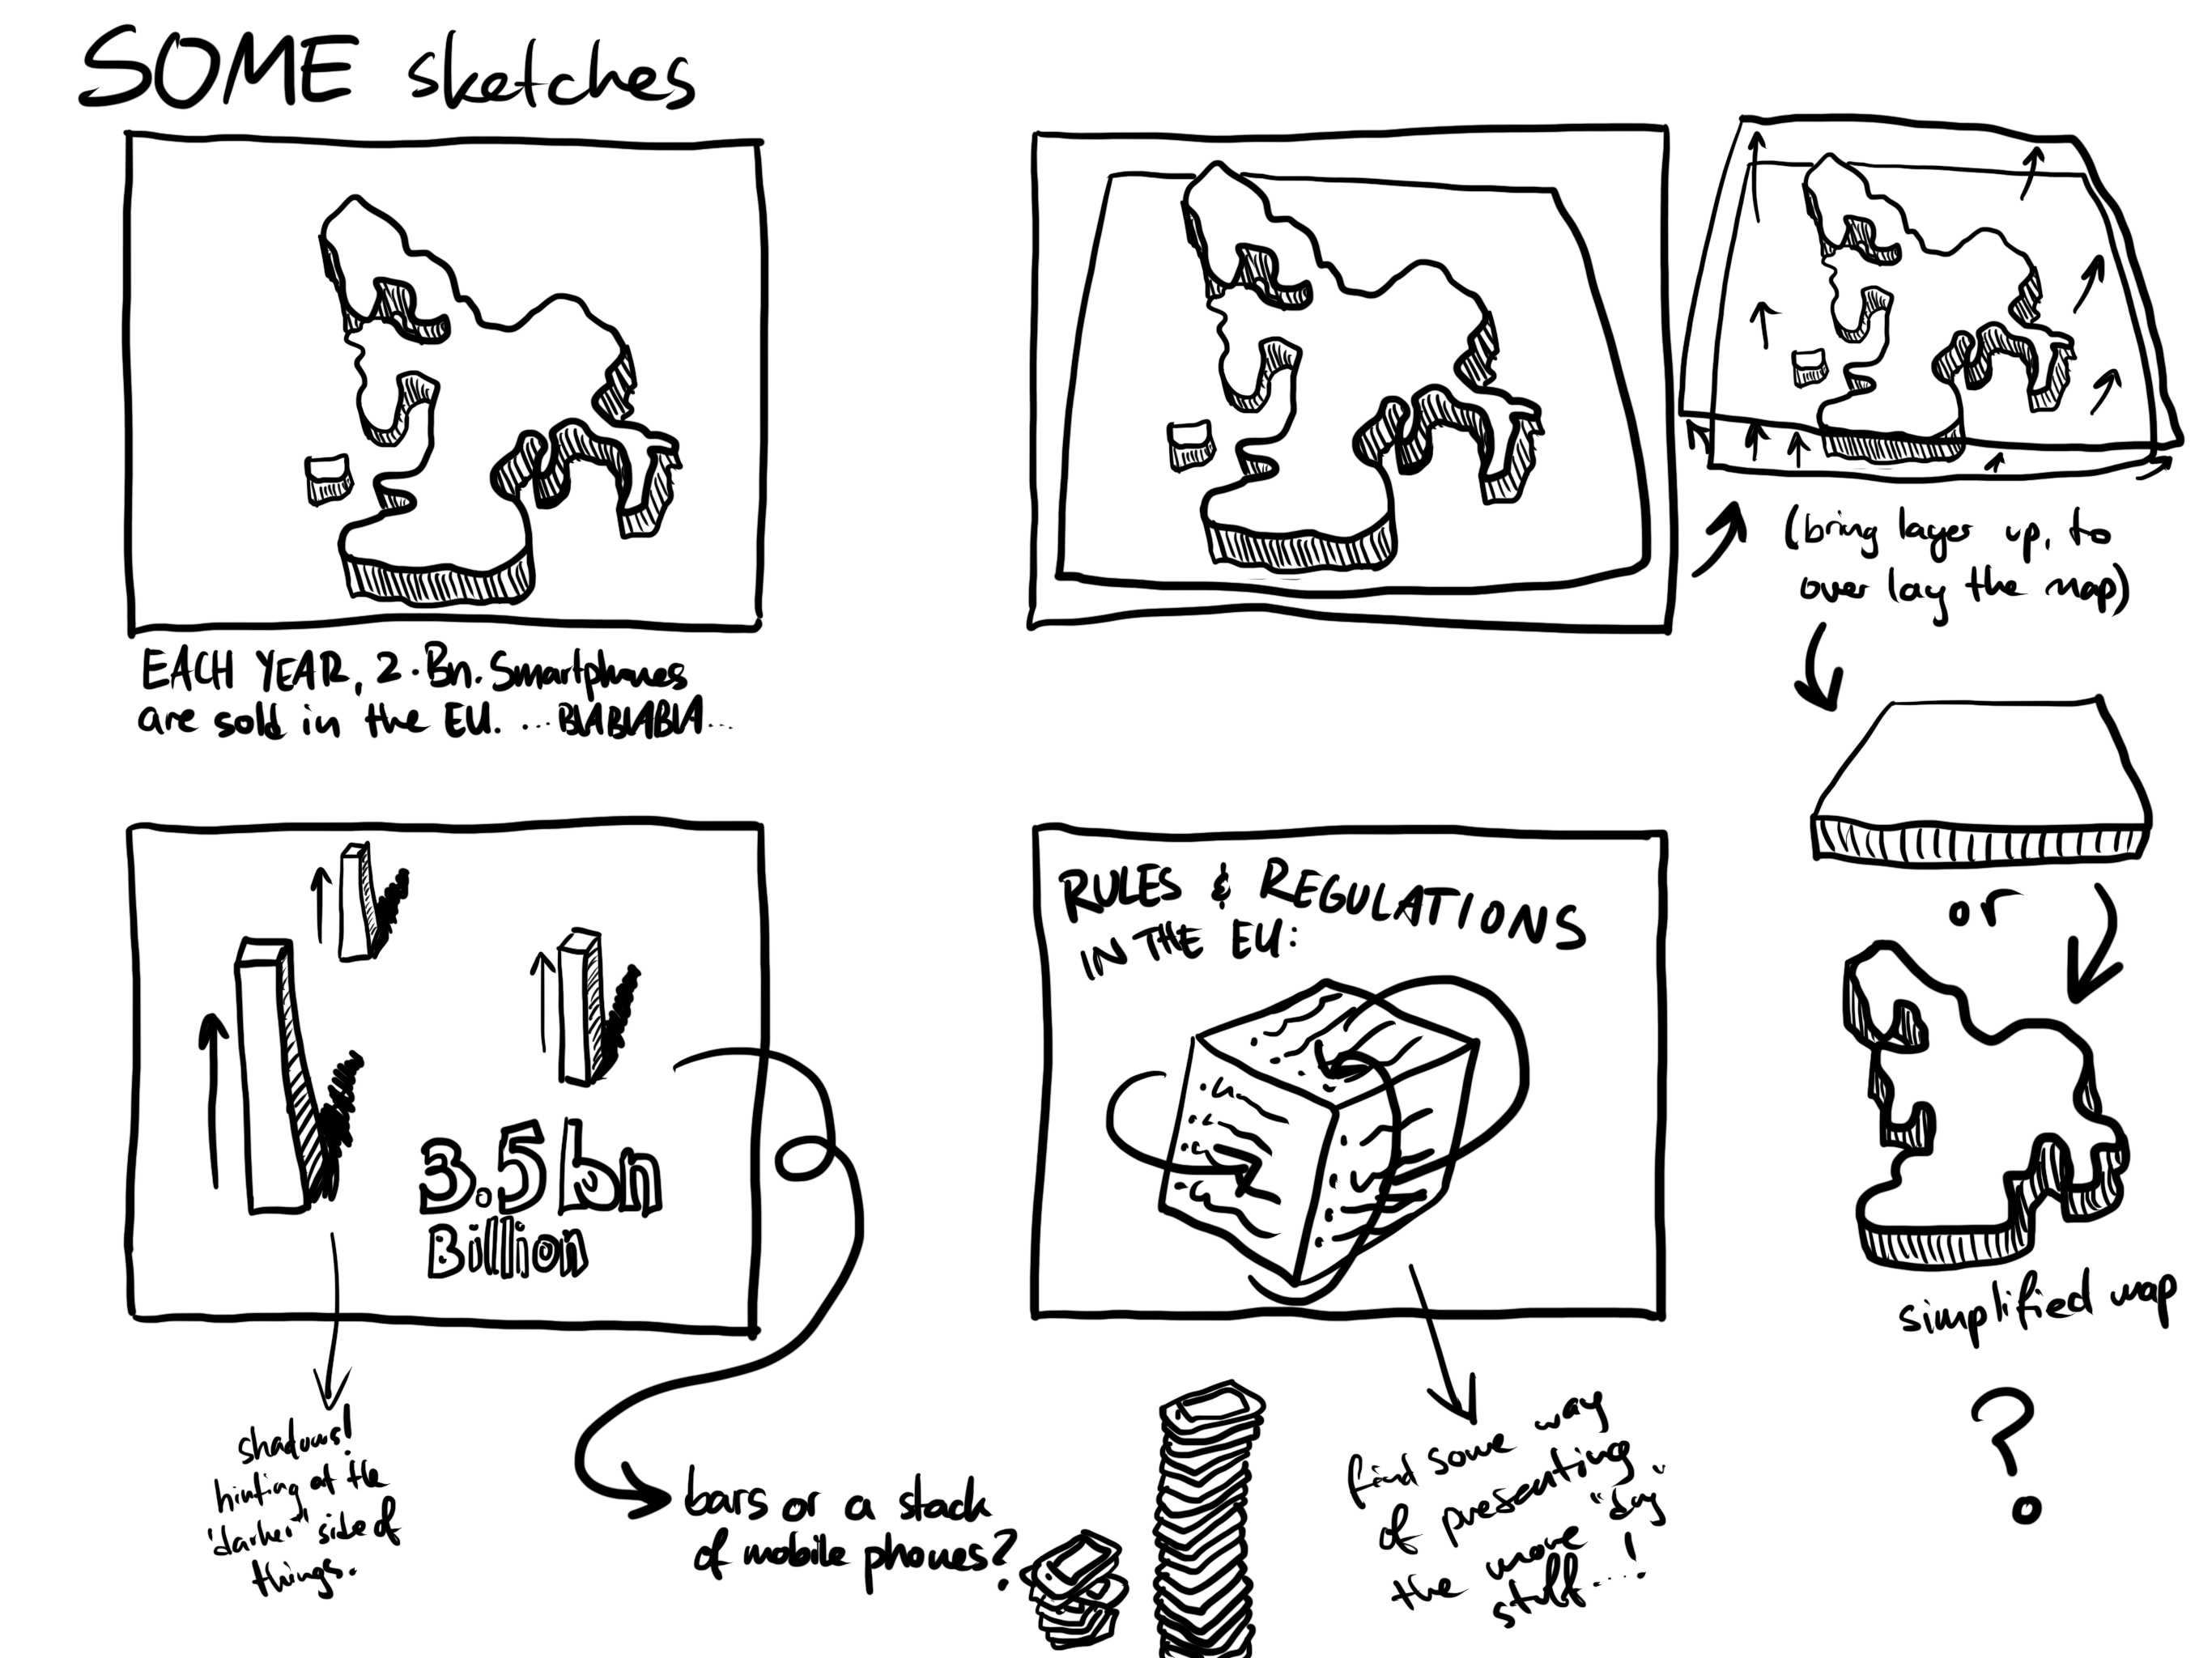 SOME sketches
EACH YEAR, 2. Bn. Smartphones
are sold in the EU. ... BLABLABLA...
(bring layers up, to
over lay the map)
or
simplified map
?
3.5 bn
Billion
RULES & REGULATIONS
IN THE EU:
shadows!
hinting at the
'darker' side of
things.
bars or a stack
of mobile phones?
find some way
of presenting
the more "dry"
stuff....!